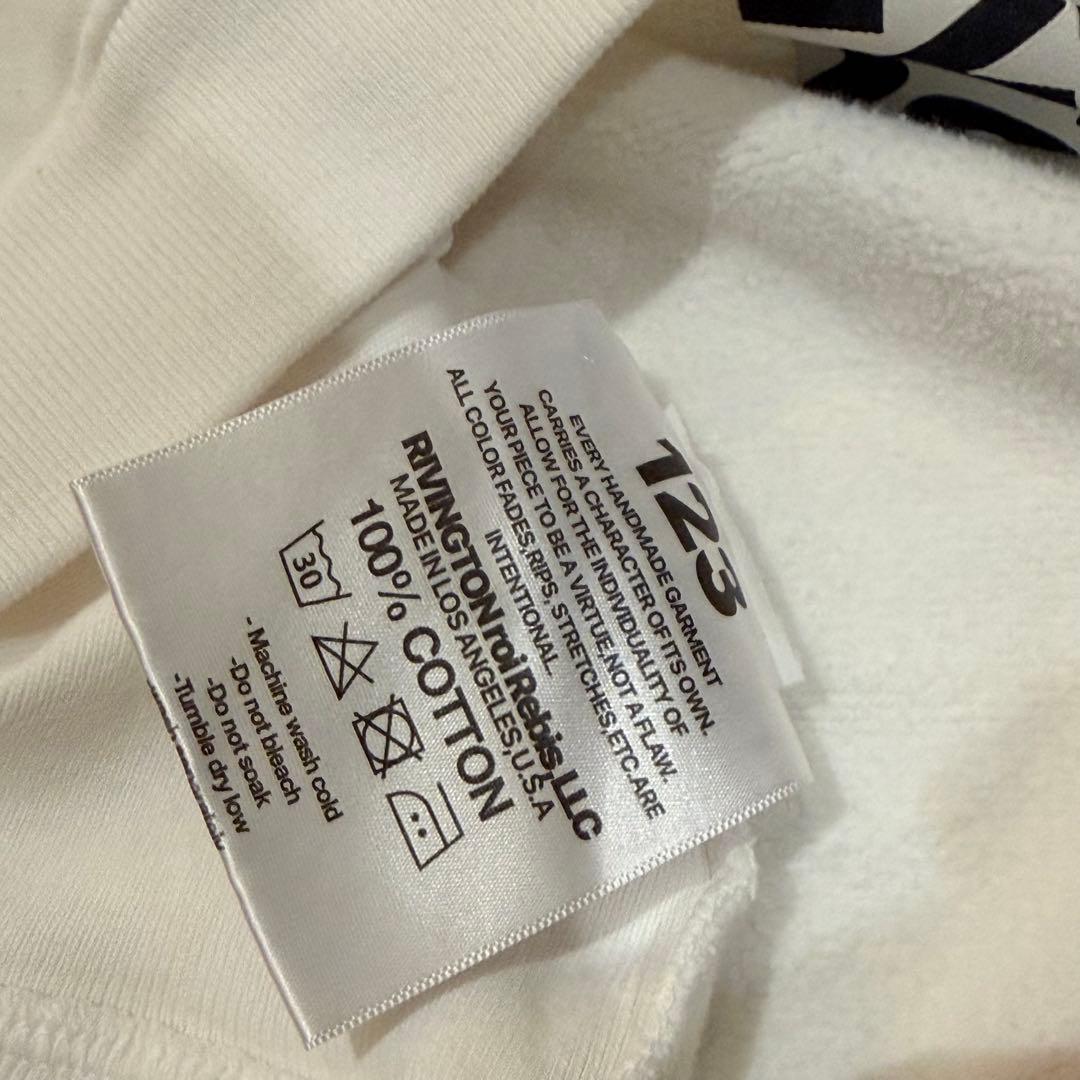 123
EVERY HANDMADE GARMENT
CARRIES A CHARACTER OF ITS OWN.
ALLOW FOR THE INDIVIDUALITY OF
YOUR PIECE TO BE A VIRTUE,NOT A FLAW.
ALL COLOR FADES,RIPS, STRETCHES,ETC.ARE
INTENTIONAL.
RIVINGTON roi Rebis, LLC
MADE IN LOS ANGELES, U.S.A
100% COTTON
30
- Machine wash cold
-Do not bleach
-Do not soak
-Tumble dry low